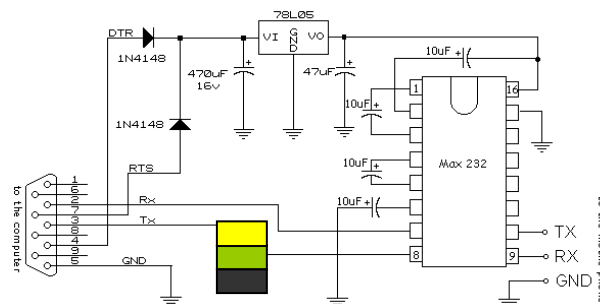 78L05
DTR
VI
GND
VO
1N4148
470uF
16v
47uF
10uF
1
16
10uF
1N4148
Max 232
10uF
RTS
to the computer
1
6
2
Rx
7
3
Tx
8
4
9
5
GND
10uF
8
9
TX
RX
GND